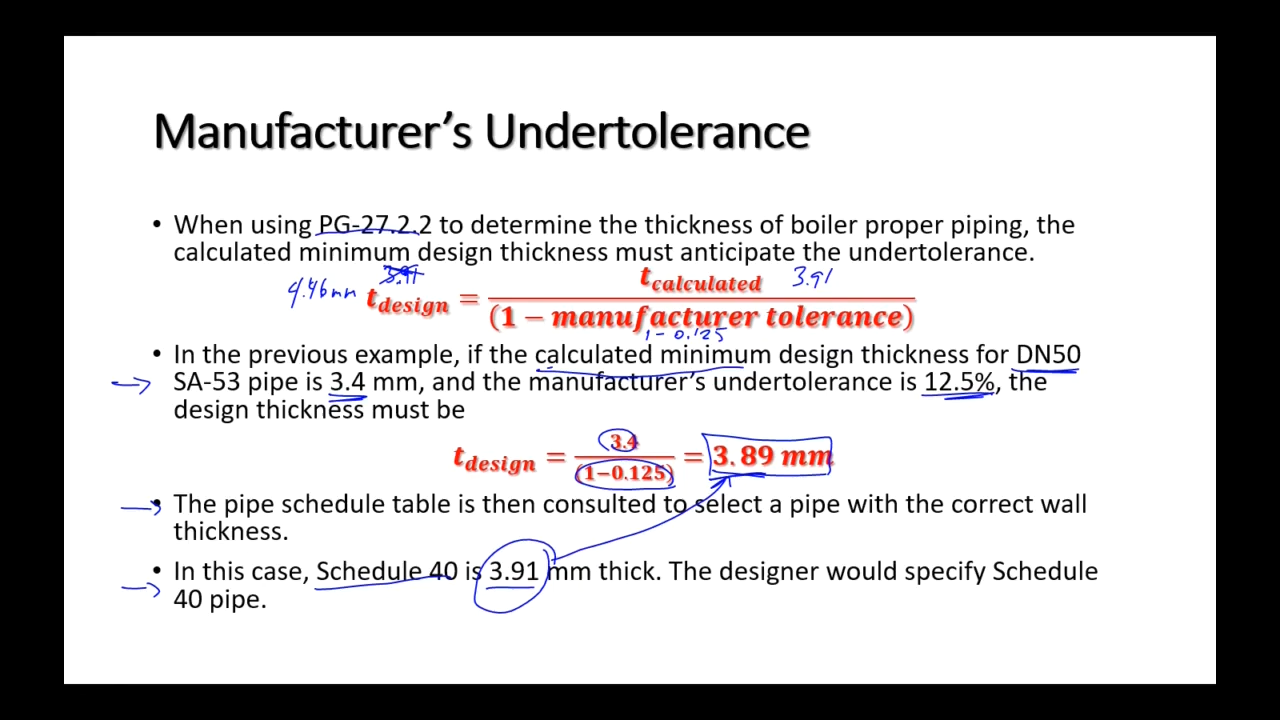 Manufacturer's Undertolerance
• When using PG-27.2.2 to determine the thickness of boiler proper piping, the
calculated minimum design thickness must anticipate the undertolerance.
3.91
4.46mm t_design = t_calculated / (1 − manufacturer tolerance) 3.91
1 - 0.125
• In the previous example, if the calculated minimum design thickness for DN50
SA-53 pipe is 3.4 mm, and the manufacturer's undertolerance is 12.5%, the
design thickness must be
t_design = 3.4 / (1−0.125) = 3.89 mm
• The pipe schedule table is then consulted to select a pipe with the correct wall
thickness.
• In this case, Schedule 40 is 3.91 mm thick. The designer would specify Schedule
40 pipe.